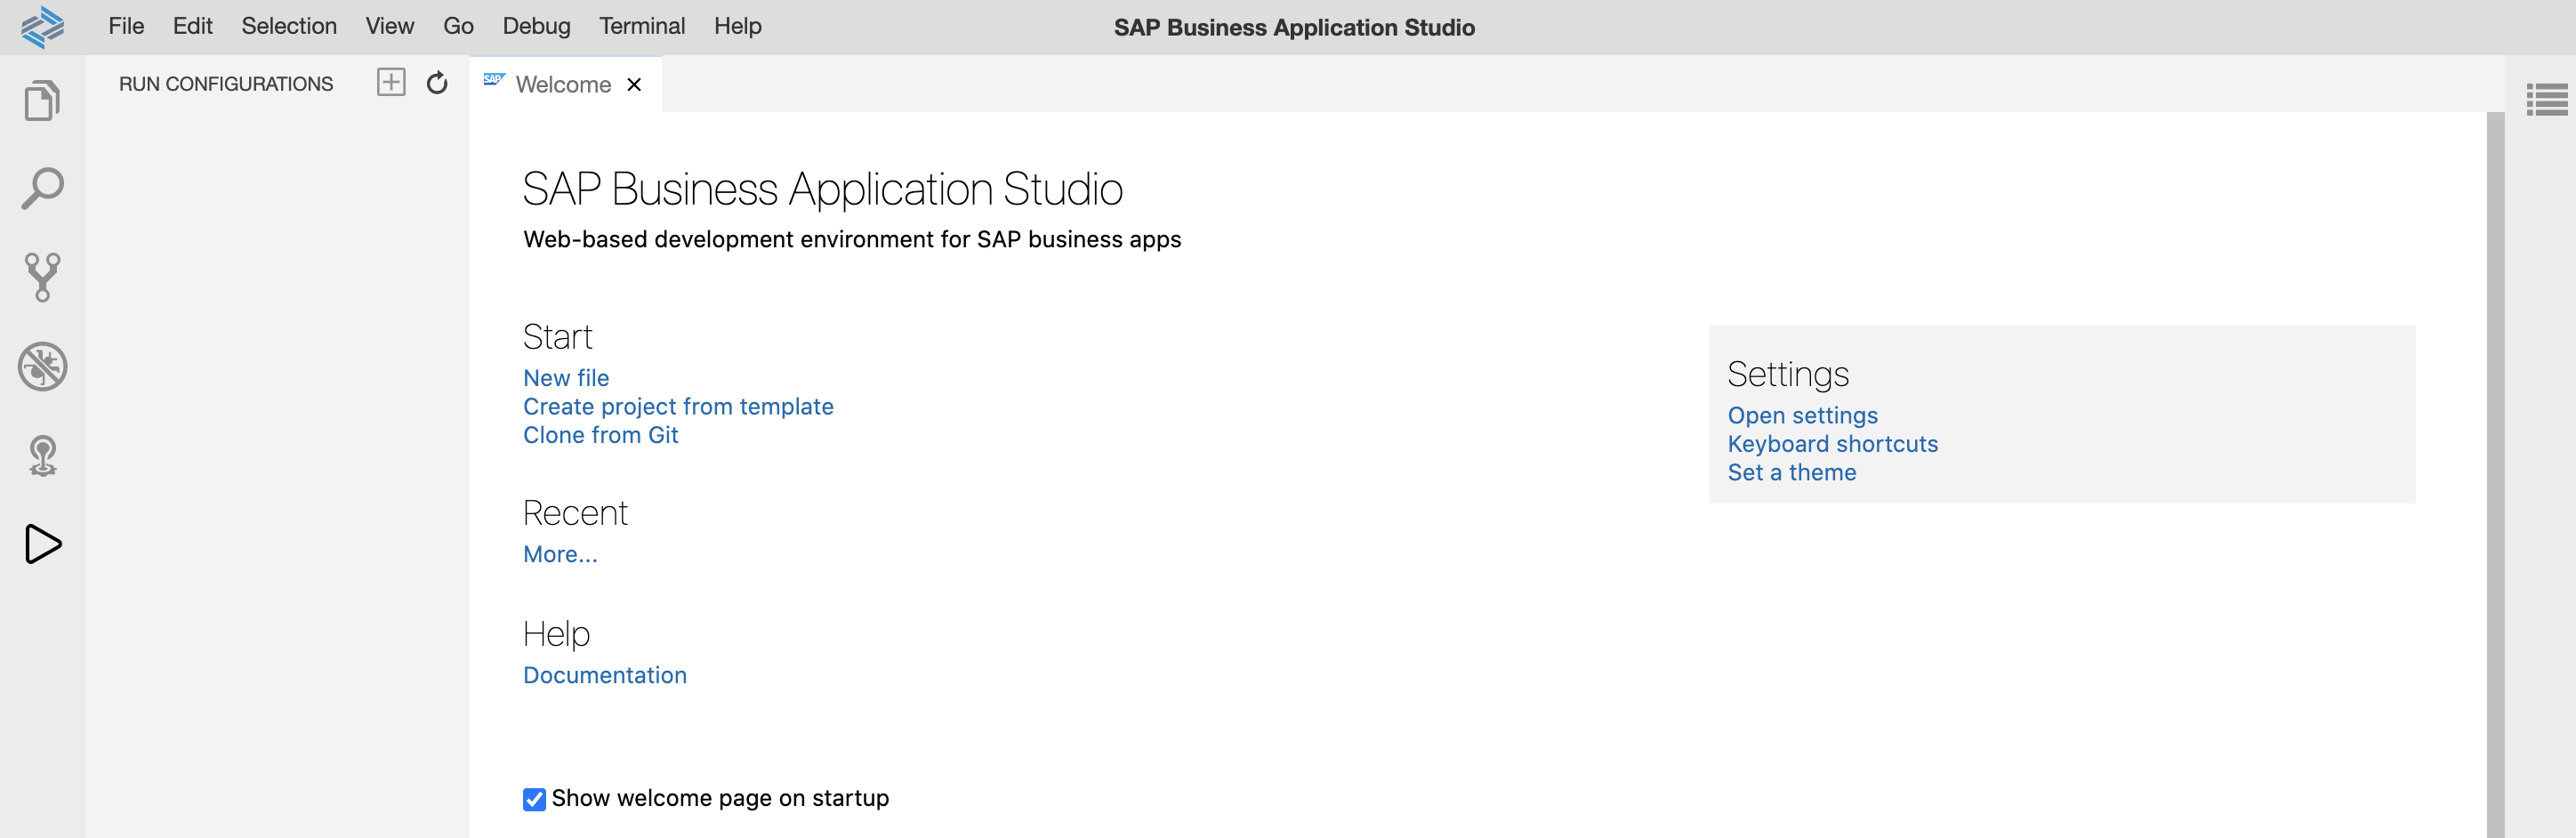 File Edit Selection View Go Debug Terminal Help
SAP Business Application Studio
RUN CONFIGURATIONS
SAP Welcome
SAP Business Application Studio
Web-based development environment for SAP business apps
Start
New file
Create project from template
Clone from Git
Recent
More...
Help
Documentation
Settings
Open settings
Keyboard shortcuts
Set a theme
Show welcome page on startup